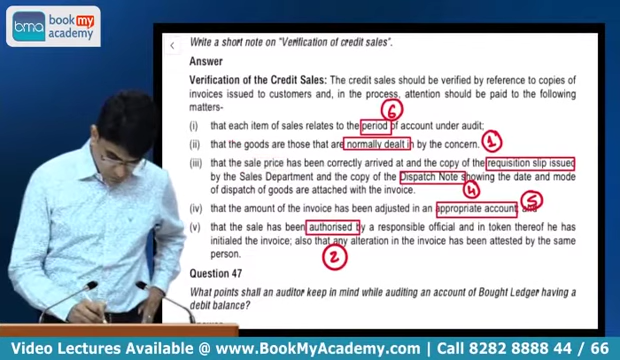 bma
book my
academy
Write a short note on "Verification of credit sales".
Answer
Verification of the Credit Sales: The credit sales should be verified by reference to copies of
invoices issued to customers and, in the process, attention should be paid to the following
matters-
6
(i) that each item of sales relates to the period of account under audit;
(ii) that the goods are those that are normally dealt in by the concern. 1
(iii) that the sale price has been correctly arrived at and the copy of the requisition slip issued
by the Sales Department and the copy of the Dispatch Note showing the date and mode
of dispatch of goods are attached with the invoice. 4
(iv) that the amount of the invoice has been adjusted in an appropriate account; and 5
(v) that the sale has been authorised by a responsible official and in token thereof he has
initialed the invoice; also that any alteration in the invoice has been attested by the same
person. 2
Question 47
What points shall an auditor keep in mind while auditing an account of Bought Ledger having a
debit balance?
Video Lectures Available @ www.BookMyAcademy.com | Call 8282 8888 44 / 66